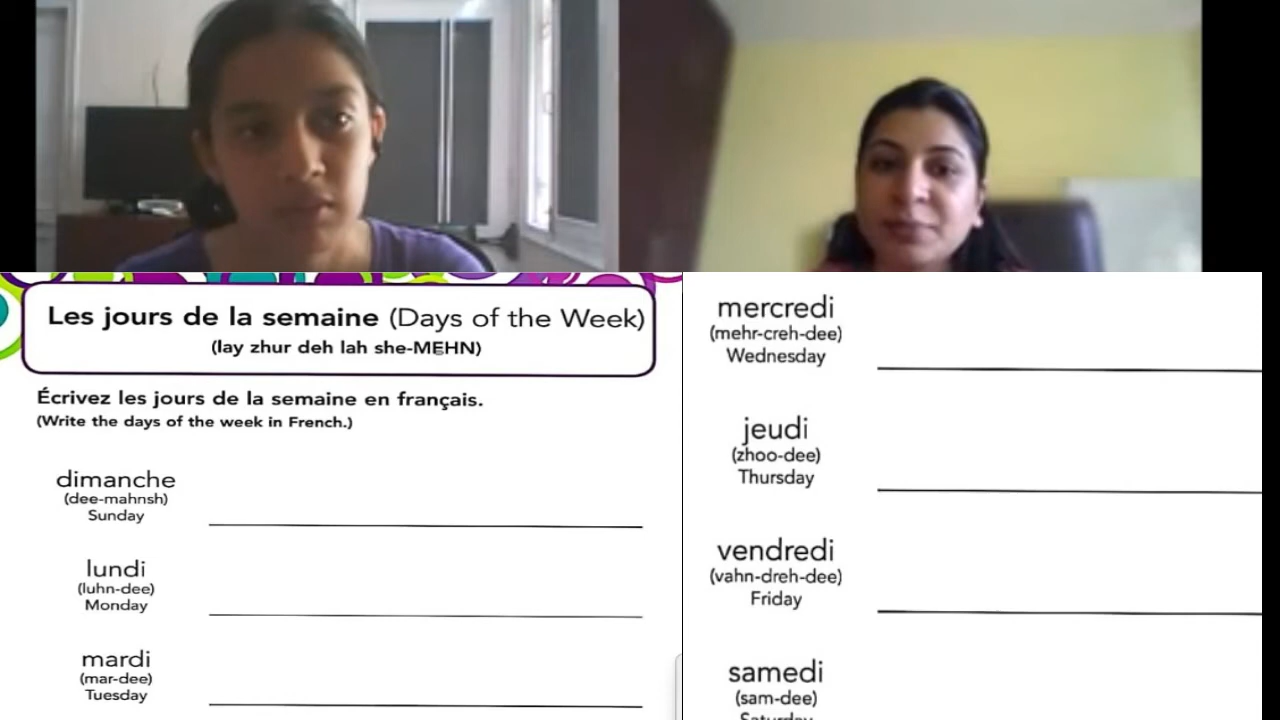 Les jours de la semaine (Days of the Week)
(lay zhur deh lah she-MEHN)
Écrivez les jours de la semaine en français.
(Write the days of the week in French.)
dimanche
(dee-mahnsh)
Sunday
lundi
(luhn-dee)
Monday
mardi
(mar-dee)
Tuesday
mercredi
(mehr-creh-dee)
Wednesday
jeudi
(zhoo-dee)
Thursday
vendredi
(vahn-dreh-dee)
Friday
samedi
(sam-dee)
Saturday